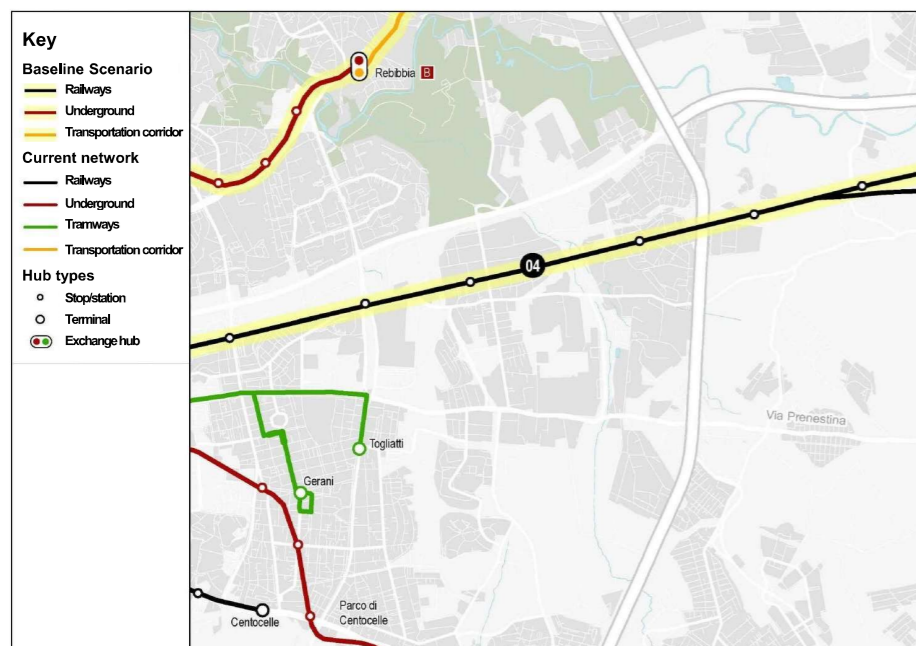 Key
Baseline Scenario
Railways
Underground
Transportation corridor
Current network
Railways
Underground
Tramways
Transportation corridor
Hub types
Stop/station
Terminal
Exchange hub
Rebibbia B
04
Via Prenestina
Togliatti
Gerani
Parco di
Centocelle
Centocelle